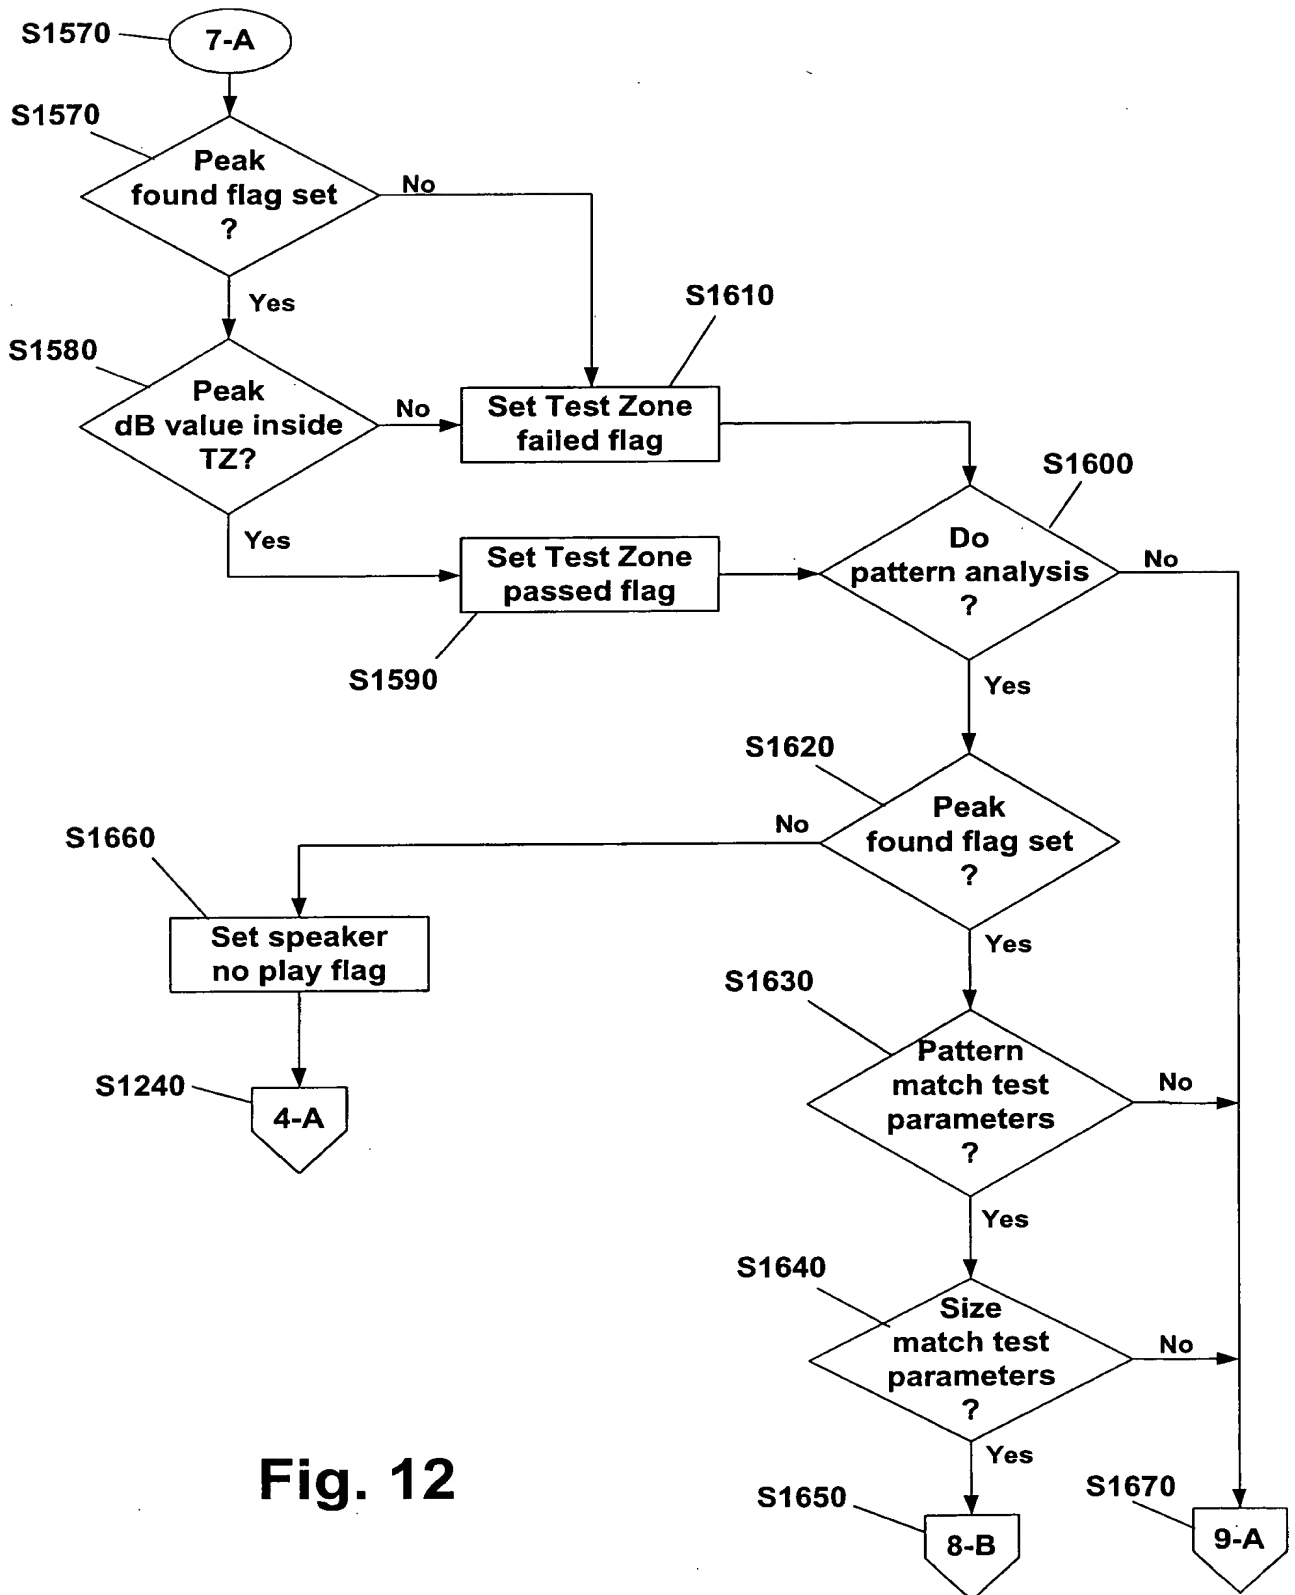 S1570
7-A
S1570
Peak
found flag set
?
No
Yes
S1610
S1580
Peak
dB value inside
TZ?
No
Set Test Zone
failed flag
S1600
Yes
Set Test Zone
passed flag
Do
pattern analysis
?
No
S1590
Yes
S1620
Peak
found flag set
?
No
S1660
Yes
Set speaker
no play flag
S1630
Pattern
match test
parameters
?
No
S1240
4-A
Yes
S1640
Size
match test
parameters
?
No
Yes
Fig. 12
S1650
8-B
S1670
9-A